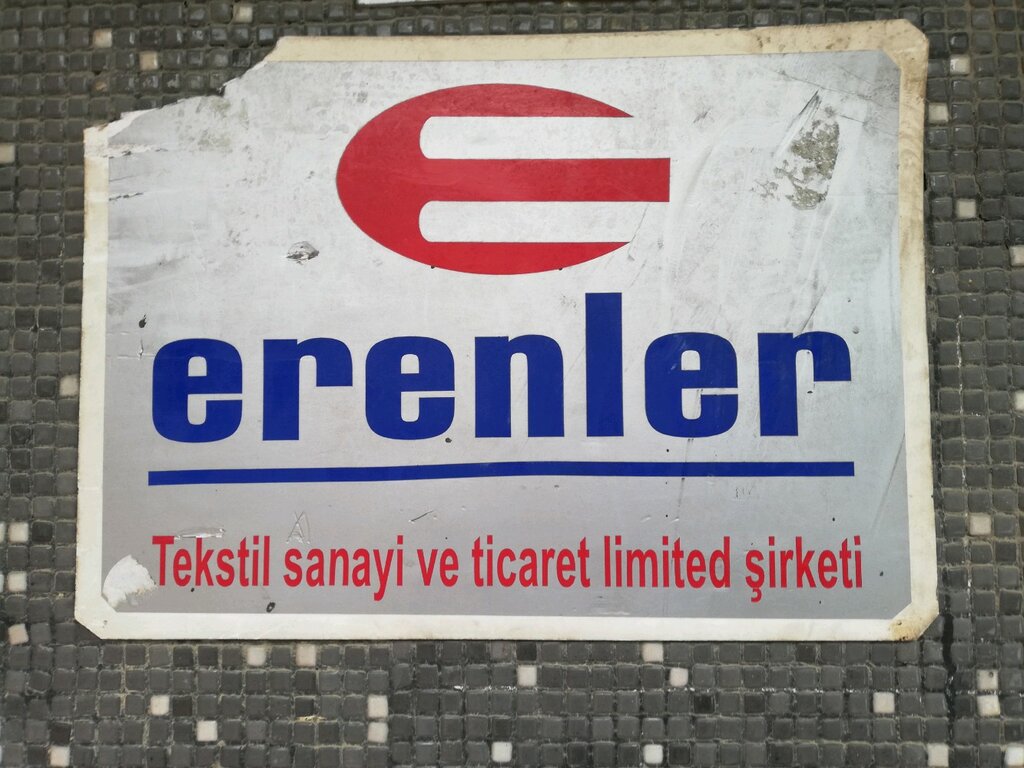 erenler
Tekstil sanayi ve ticaret limited şirketi